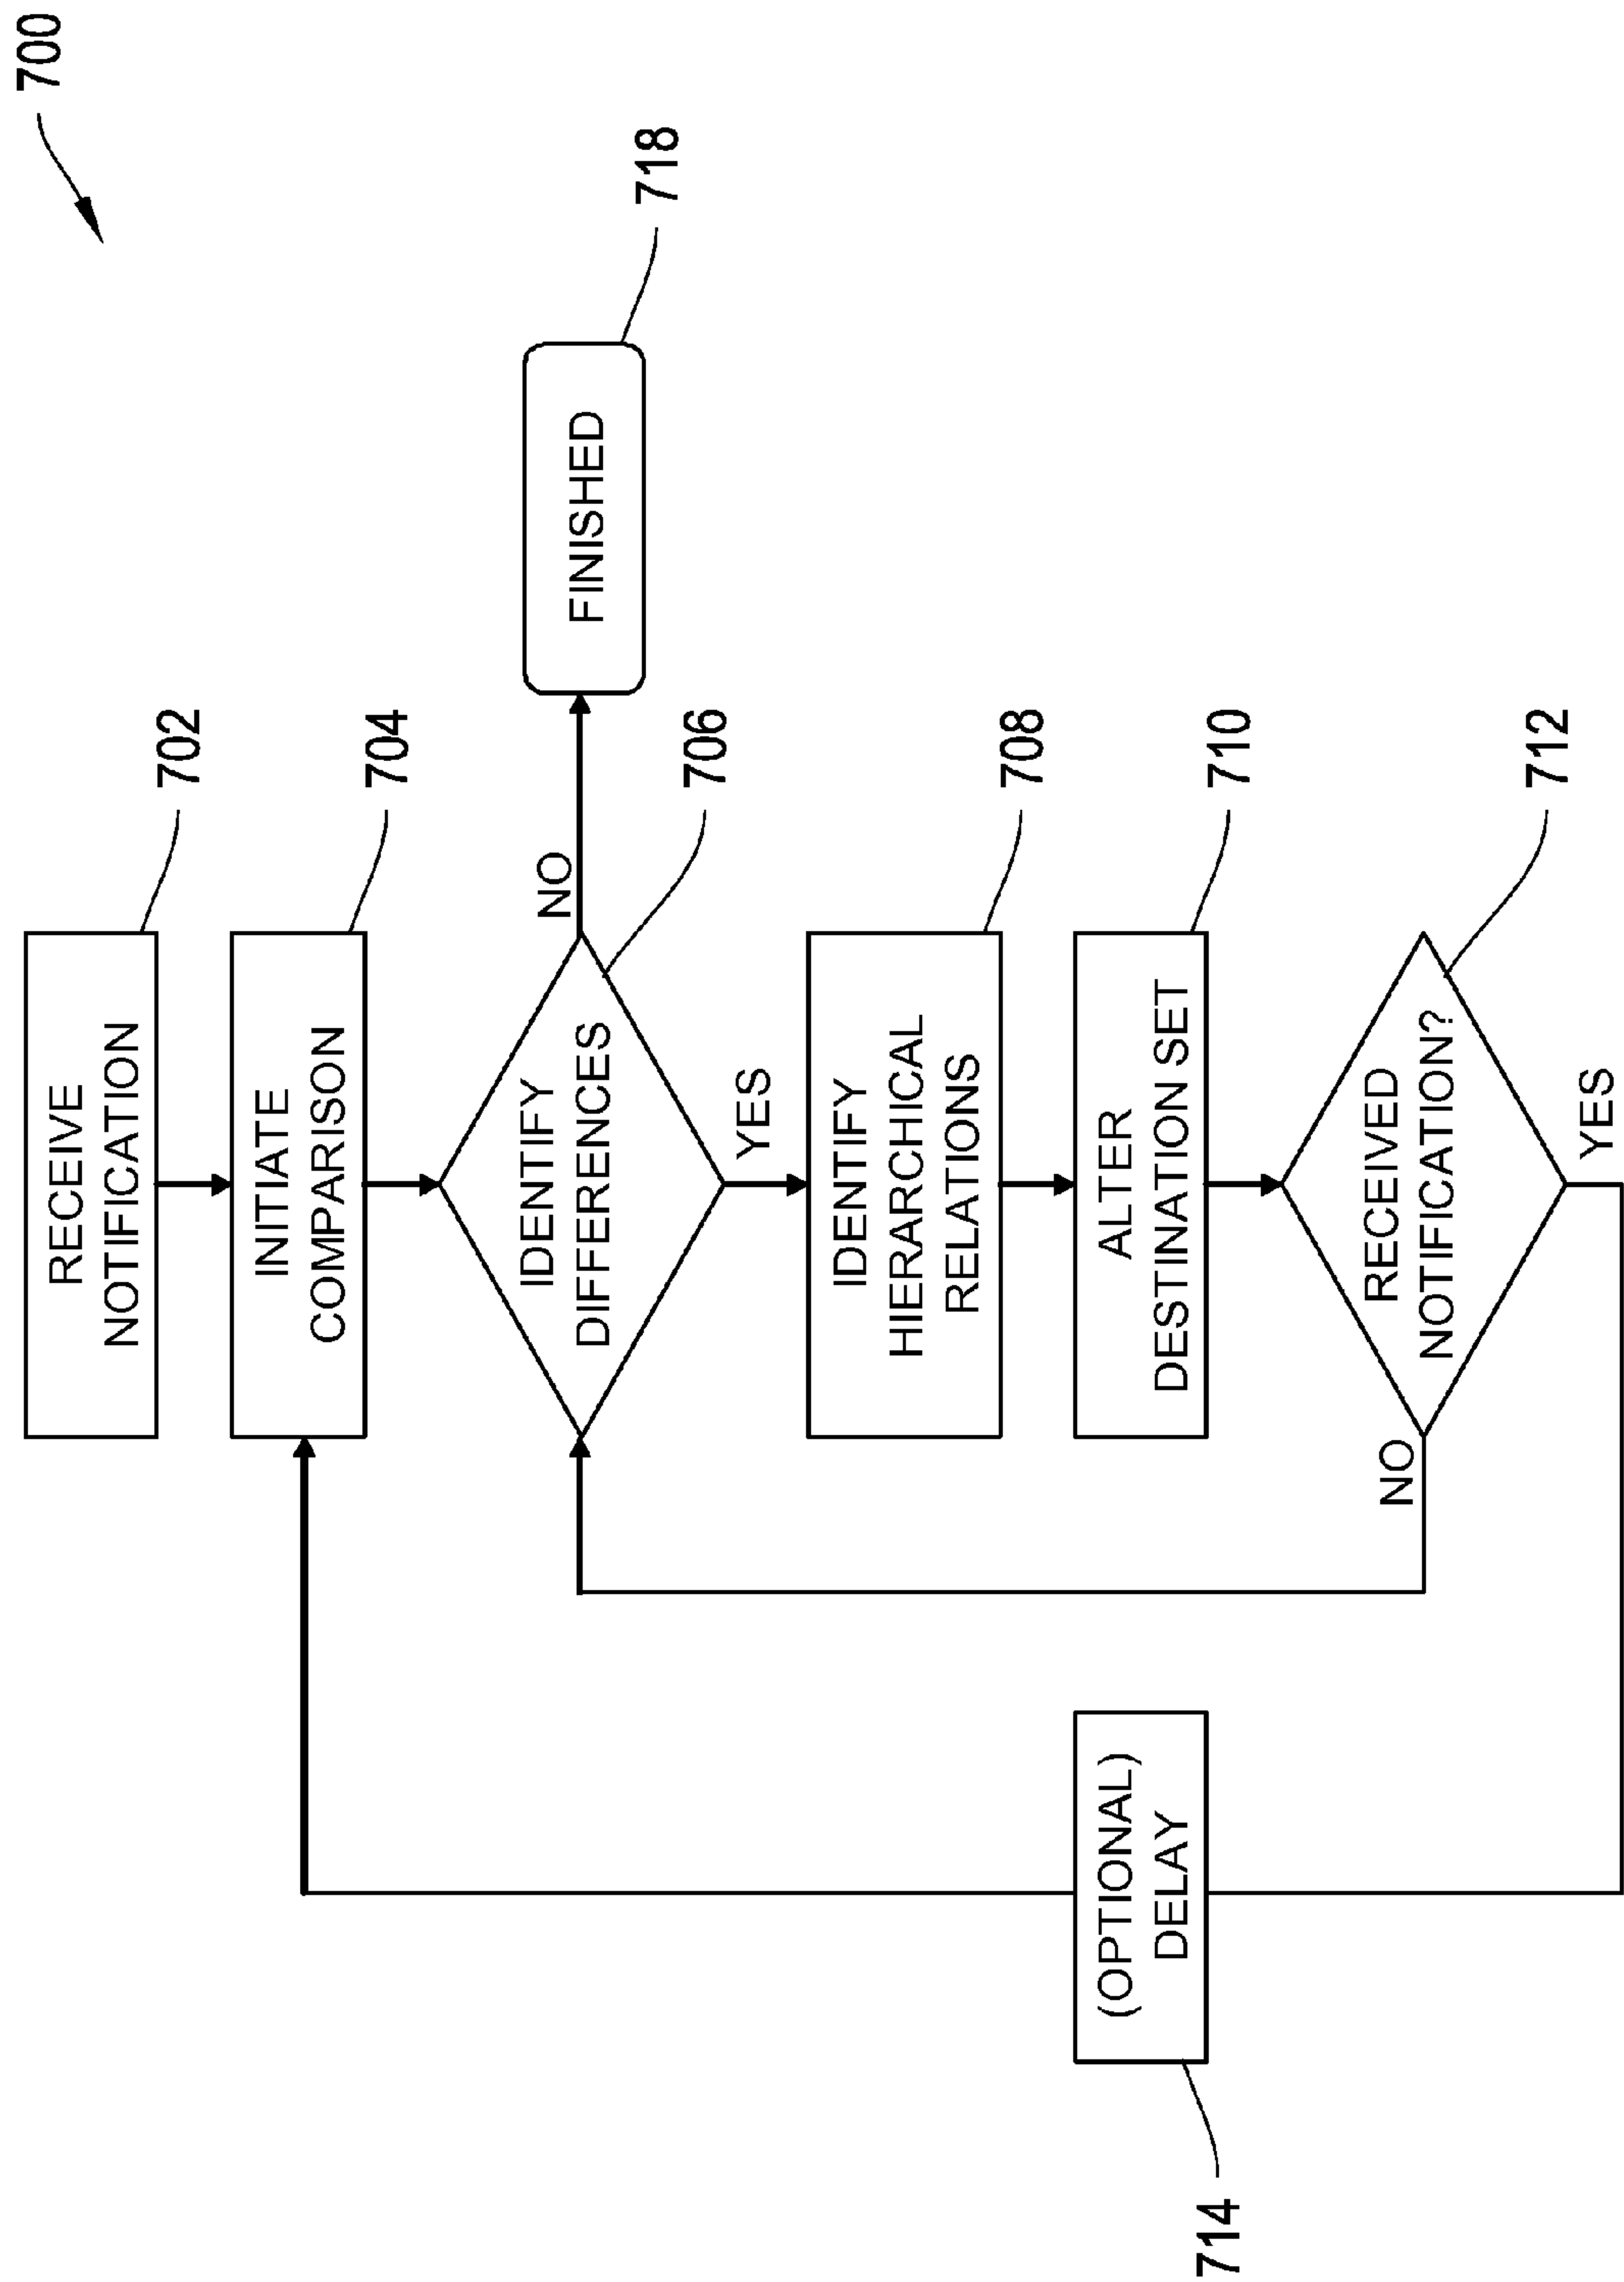 700
RECEIVE
NOTIFICATION
702
INITIATE
COMPARISON
704
IDENTIFY
DIFFERENCES
706
NO
FINISHED
718
YES
IDENTIFY
HIERARCHICAL
RELATIONS
708
ALTER
DESTINATION SET
710
RECEIVED
NOTIFICATION?
712
NO
YES
(OPTIONAL)
DELAY
714